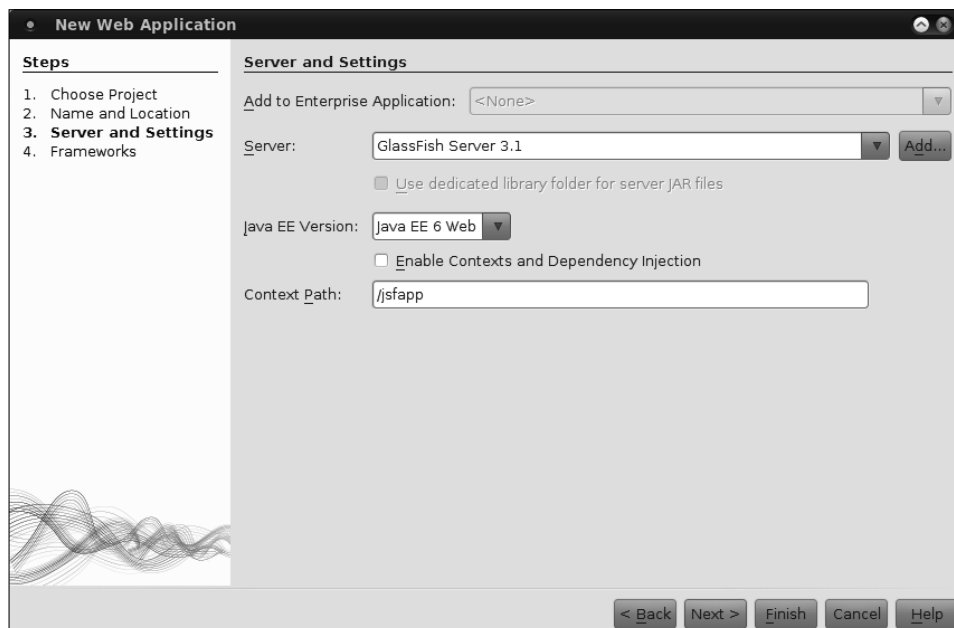 New Web Application
Steps
1. Choose Project
2. Name and Location
3. Server and Settings
4. Frameworks
Server and Settings
Add to Enterprise Application: <None>
Server: GlassFish Server 3.1 Add...
Use dedicated library folder for server JAR files
Java EE Version: Java EE 6 Web
Enable Contexts and Dependency Injection
Context Path: /jsfapp
< Back Next > Finish Cancel Help